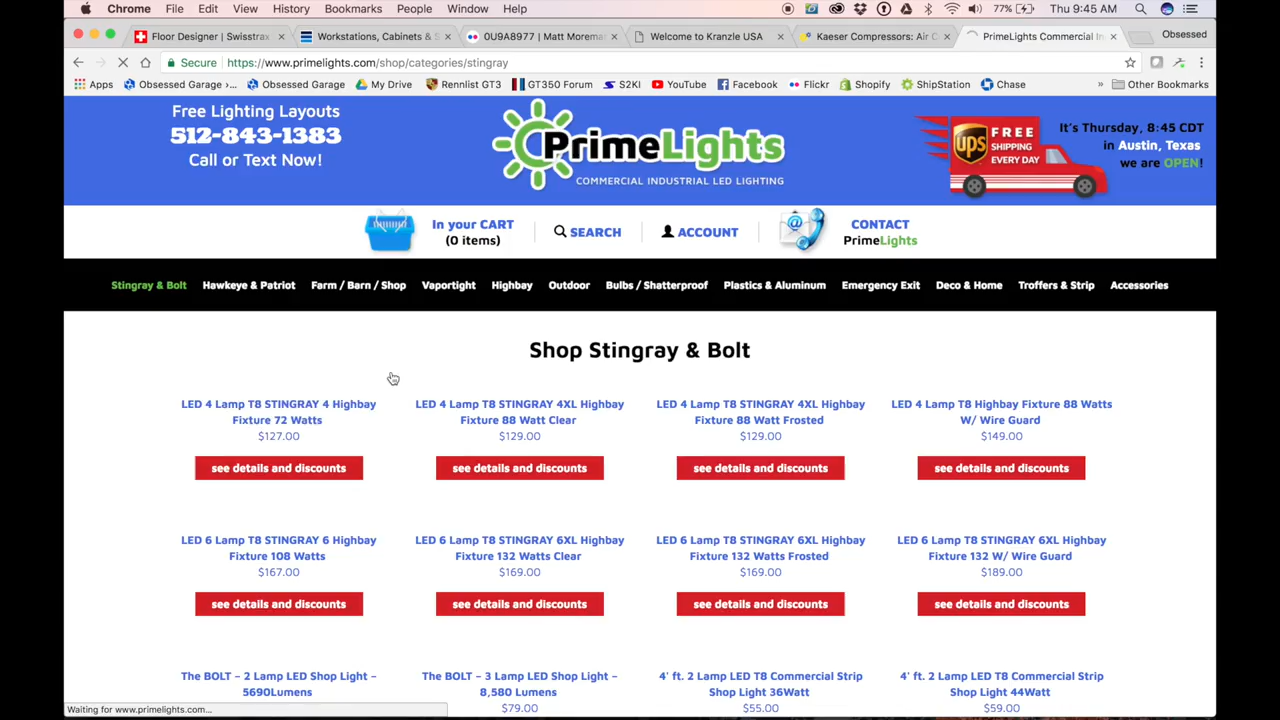 Chrome File Edit View History Bookmarks People Window Help 77% Thu 9:45 AM
Floor Designer | Swisstrax Workstations, Cabinets & S 0U9A8977 | Matt Morema Welcome to Kranzle USA Kaeser Compressors: Air C PrimeLights Commercial In Obsessed
Secure https://www.primelights.com/shop/categories/stingray
Apps Obsessed Garage >... Obsessed Garage My Drive Rennlist GT3 GT350 Forum S2KI YouTube Facebook Flickr Shopify ShipStation Chase » Other Bookmarks
Free Lighting Layouts
512-843-1383
Call or Text Now!
PrimeLights
COMMERCIAL INDUSTRIAL LED LIGHTING
UPS
FREE
SHIPPING
EVERY DAY
It's Thursday, 8:45 CDT
in Austin, Texas
we are OPEN!
In your CART
(0 items)
SEARCH
ACCOUNT
CONTACT
PrimeLights
Stingray & Bolt Hawkeye & Patriot Farm / Barn / Shop Vaportight Highbay Outdoor Bulbs / Shatterproof Plastics & Aluminum Emergency Exit Deco & Home Troffers & Strip Accessories
Shop Stingray & Bolt
LED 4 Lamp T8 STINGRAY 4 Highbay
Fixture 72 Watts
$127.00
see details and discounts
LED 4 Lamp T8 STINGRAY 4XL Highbay
Fixture 88 Watt Clear
$129.00
see details and discounts
LED 4 Lamp T8 STINGRAY 4XL Highbay
Fixture 88 Watt Frosted
$129.00
see details and discounts
LED 4 Lamp T8 Highbay Fixture 88 Watts
W/ Wire Guard
$149.00
see details and discounts
LED 6 Lamp T8 STINGRAY 6 Highbay
Fixture 108 Watts
$167.00
see details and discounts
LED 6 Lamp T8 STINGRAY 6XL Highbay
Fixture 132 Watts Clear
$169.00
see details and discounts
LED 6 Lamp T8 STINGRAY 6XL Highbay
Fixture 132 Watts Frosted
$169.00
see details and discounts
LED 6 Lamp T8 STINGRAY 6XL Highbay
Fixture 132 W/ Wire Guard
$189.00
see details and discounts
The BOLT – 2 Lamp LED Shop Light –
5690Lumens
The BOLT – 3 Lamp LED Shop Light –
8,580 Lumens
$79.00
4' ft. 2 Lamp LED T8 Commercial Strip
Shop Light 36Watt
$55.00
4' ft. 2 Lamp LED T8 Commercial Strip
Shop Light 44Watt
$59.00
Waiting for www.primelights.com...